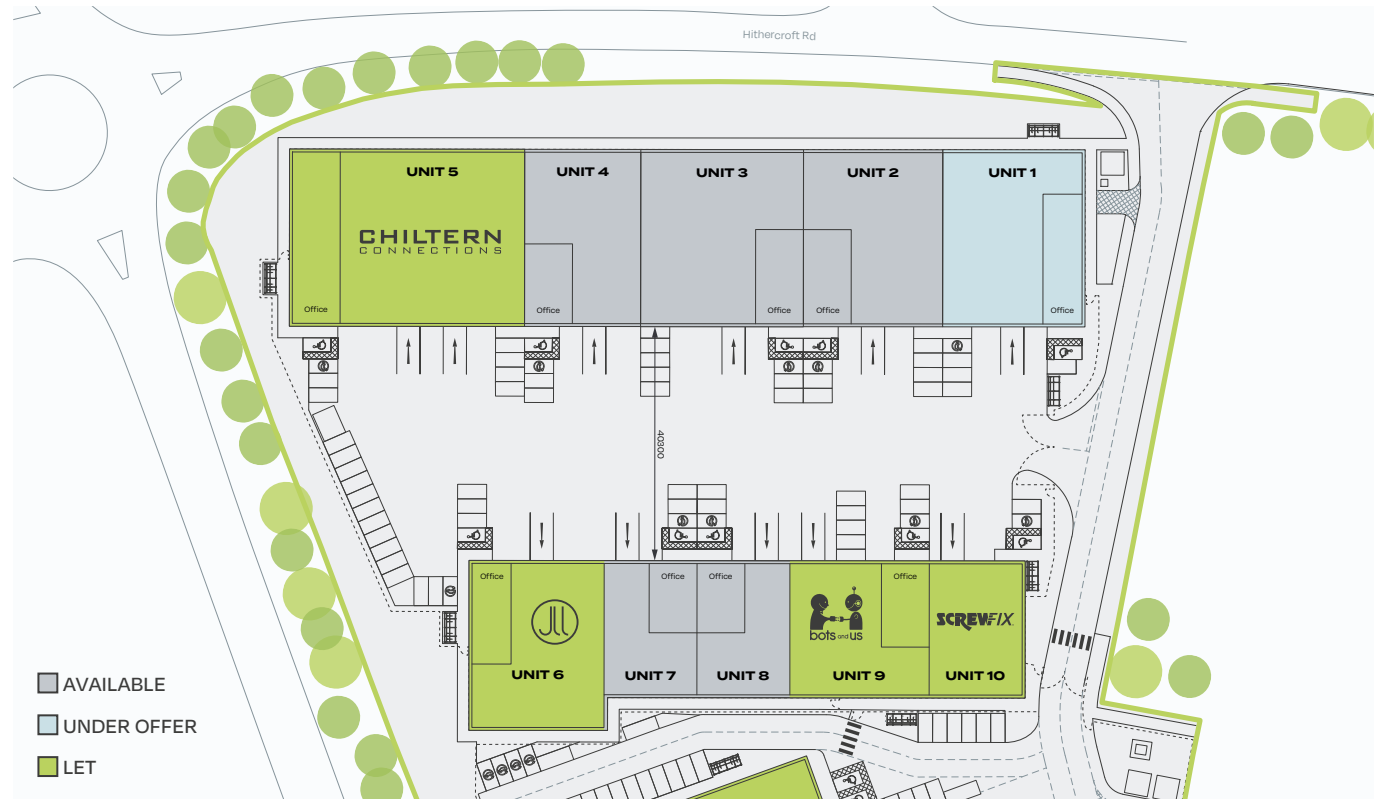 Hithercroft Rd
UNIT 5
UNIT 4
UNIT 3
UNIT 2
UNIT 1
CHILTERN
CONNECTIONS
Office
Office
Office
Office
Office
40300
Office
Office
Office
Office
JLL
bots and us
SCREWFIX
UNIT 6
UNIT 7
UNIT 8
UNIT 9
UNIT 10
AVAILABLE
UNDER OFFER
LET